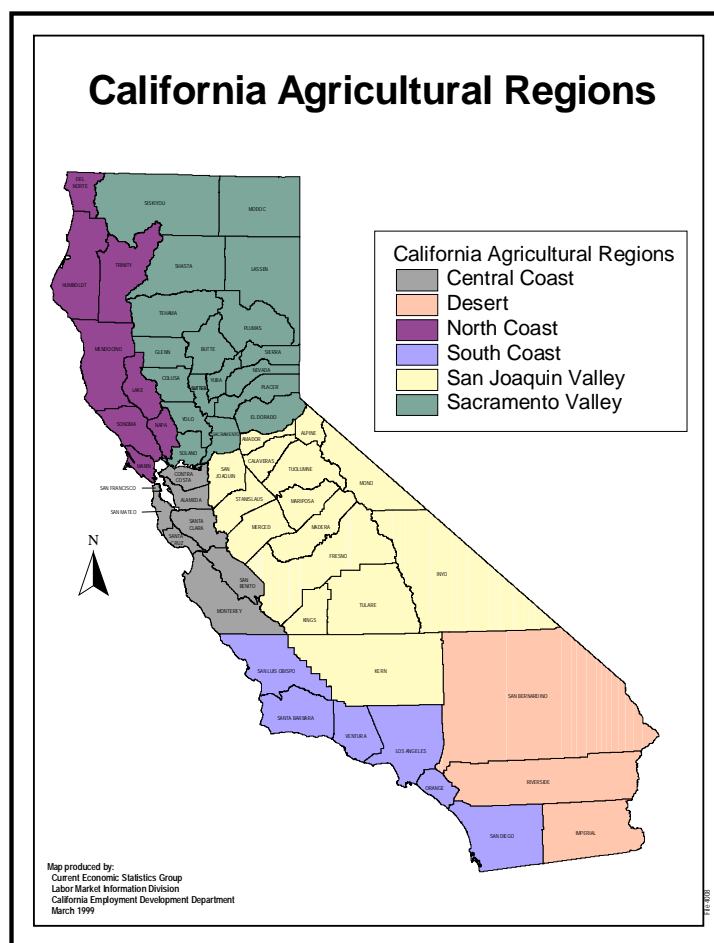 California Agricultural Regions
DEL
NORTE
SISKIYOU
MODOC
TRINITY
SHASTA
LASSEN
HUMBOLDT
TEHAMA
PLUMAS
MENDOCINO
GLENN
BUTTE
SIERRA
NEVADA
COLUSA
YUBA
SUTTER
PLACER
LAKE
EL DORADO
YOLO
SONOMA
NAPA
SACRAMENTO
AMADOR
ALPINE
SOLANO
MARIN
CALAVERAS
SAN
JOAQUIN
TUOLUMNE
CONTRA
COSTA
MONO
SAN FRANCISCO
ALAMEDA
STANISLAUS
MARIPOSA
SAN MATEO
SANTA
CLARA
MERCED
MADERA
SANTA
CRUZ
FRESNO
INYO
SAN
BENITO
TULARE
MONTEREY
KINGS
SAN LUIS OBISPO
KERN
SAN BERNARDINO
SANTA BARBARA
VENTURA
LOS ANGELES
ORANGE
RIVERSIDE
SAN DIEGO
IMPERIAL
California Agricultural Regions
Central Coast
Desert
North Coast
South Coast
San Joaquin Valley
Sacramento Valley
N
Map produced by:
Current Economic Statistics Group
Labor Market Information Division
California Employment Development Department
March 1999